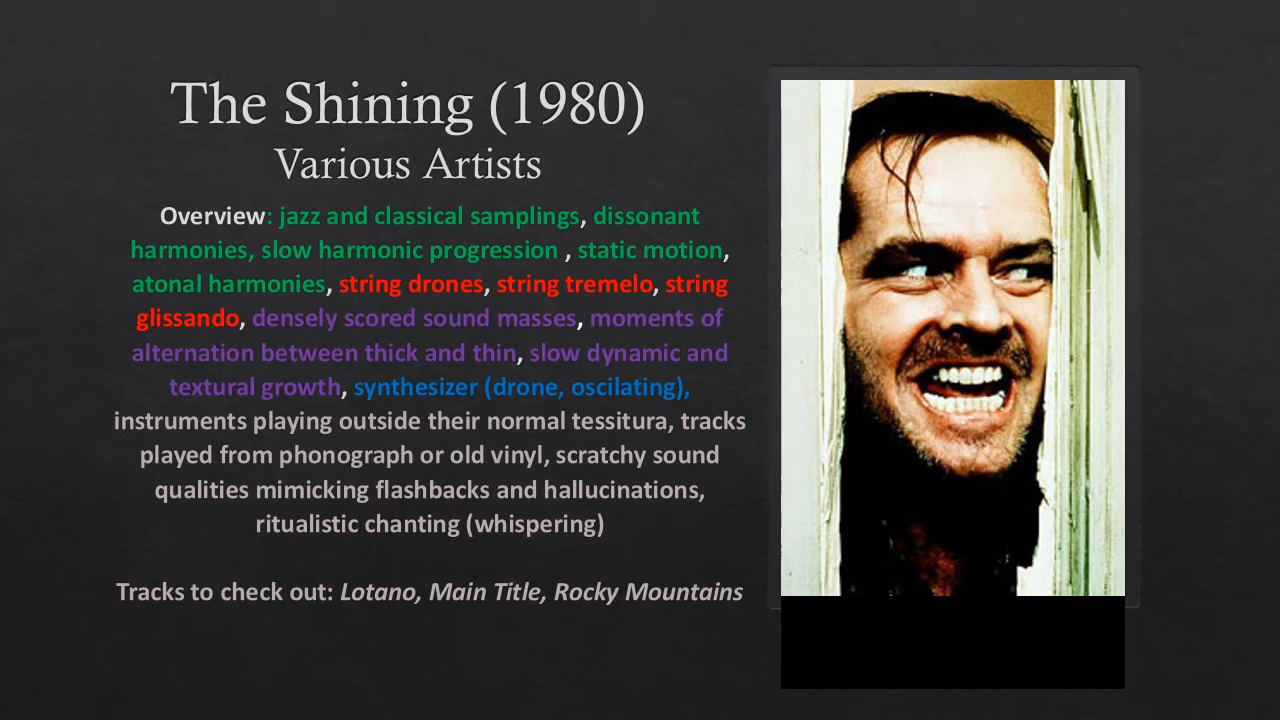 The Shining (1980)
Various Artists
Overview: jazz and classical samplings, dissonant
harmonies, slow harmonic progression , static motion,
atonal harmonies, string drones, string tremelo, string
glissando, densely scored sound masses, moments of
alternation between thick and thin, slow dynamic and
textural growth, synthesizer (drone, oscilating),
instruments playing outside their normal tessitura, tracks
played from phonograph or old vinyl, scratchy sound
qualities mimicking flashbacks and hallucinations,
ritualistic chanting (whispering)
Tracks to check out: Lotano, Main Title, Rocky Mountains